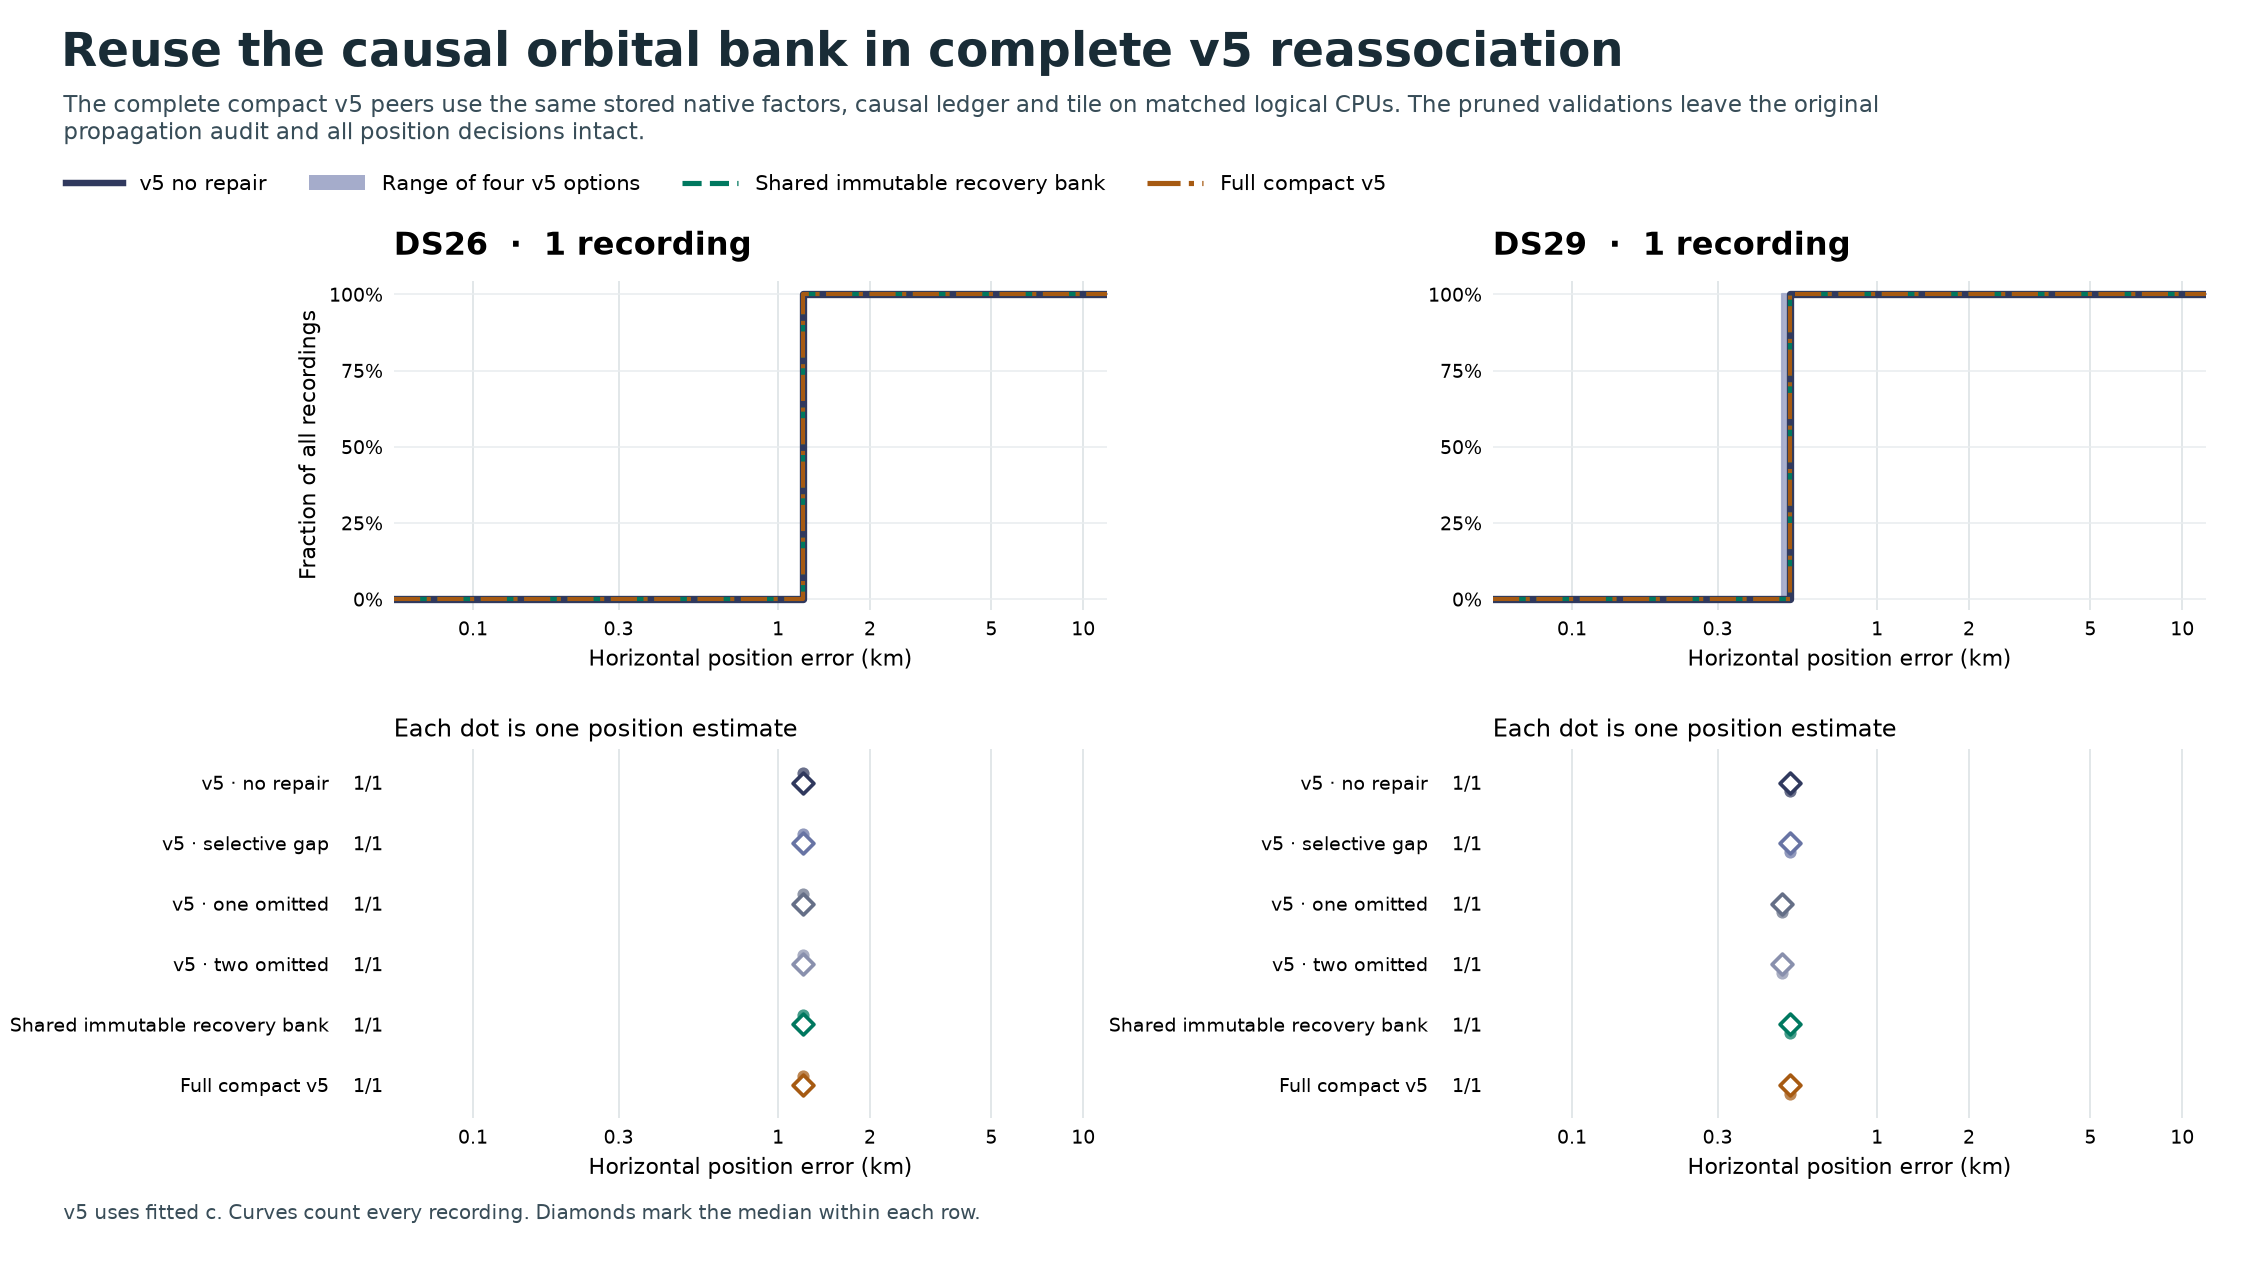 Reuse the causal orbital bank in complete v5 reassociation
The complete compact v5 peers use the same stored native factors, causal ledger and tile on matched logical CPUs. The pruned validations leave the original
propagation audit and all position decisions intact.
v5 no repair
Range of four v5 options
Shared immutable recovery bank
Full compact v5
DS26 · 1 recording
Fraction of all recordings
100%
75%
50%
25%
0%
0.1 0.3 1 2 5 10
Horizontal position error (km)
DS29 · 1 recording
100%
75%
50%
25%
0%
0.1 0.3 1 2 5 10
Horizontal position error (km)
Each dot is one position estimate
v5 · no repair 1/1
v5 · selective gap 1/1
v5 · one omitted 1/1
v5 · two omitted 1/1
Shared immutable recovery bank 1/1
Full compact v5 1/1
0.1 0.3 1 2 5 10
Horizontal position error (km)
Each dot is one position estimate
v5 · no repair 1/1
v5 · selective gap 1/1
v5 · one omitted 1/1
v5 · two omitted 1/1
Shared immutable recovery bank 1/1
Full compact v5 1/1
0.1 0.3 1 2 5 10
Horizontal position error (km)
v5 uses fitted c. Curves count every recording. Diamonds mark the median within each row.